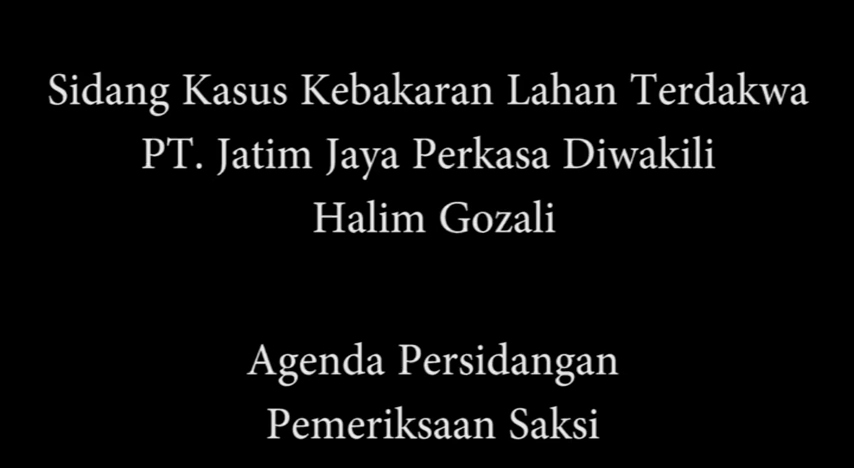 Sidang Kasus Kebakaran Lahan Terdakwa
PT. Jatim Jaya Perkasa Diwakili
Halim Gozali
Agenda Persidangan
Pemeriksaan Saksi